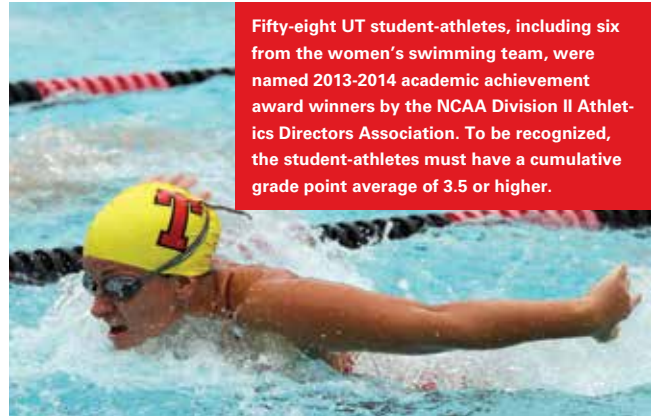 Fifty-eight UT student-athletes, including six
from the women's swimming team, were
named 2013-2014 academic achievement
award winners by the NCAA Division II Athlet-
ics Directors Association. To be recognized,
the student-athletes must have a cumulative
grade point average of 3.5 or higher.
T